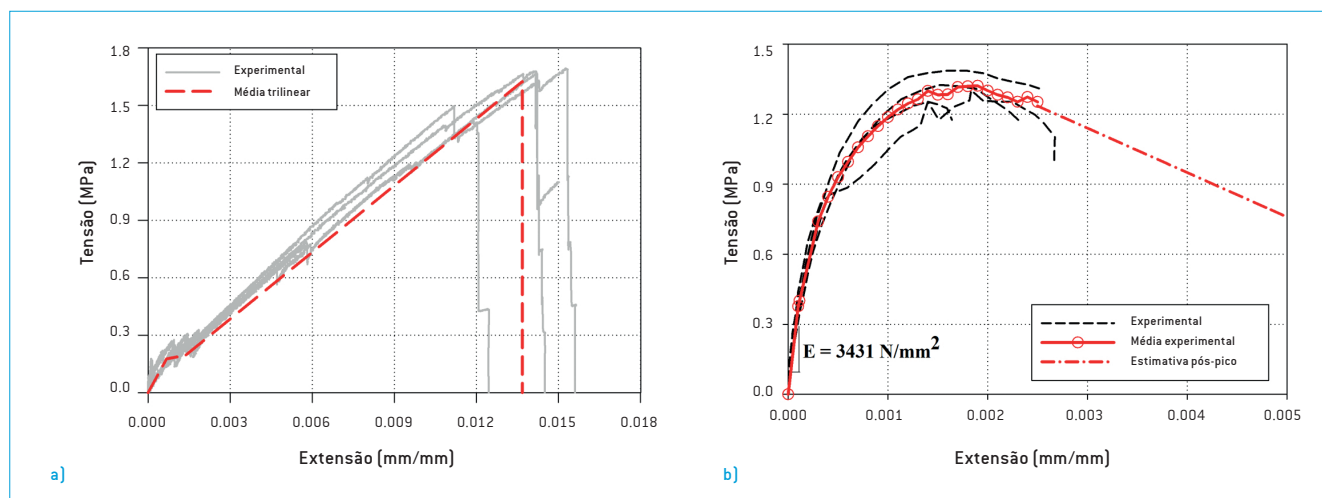 1.8
1.5
1.2
0.9
0.6
0.3
0.0
Tensão (MPa)
Experimental
Média trilinear
0.000 0.003 0.006 0.009 0.012 0.015 0.018
Extensão (mm/mm)
a)
1.5
1.2
0.9
0.6
0.3
0.0
Tensão (MPa)
E = 3431 N/mm²
Experimental
Média experimental
Estimativa pós-pico
0.000 0.001 0.002 0.003 0.004 0.005
Extensão (mm/mm)
b)